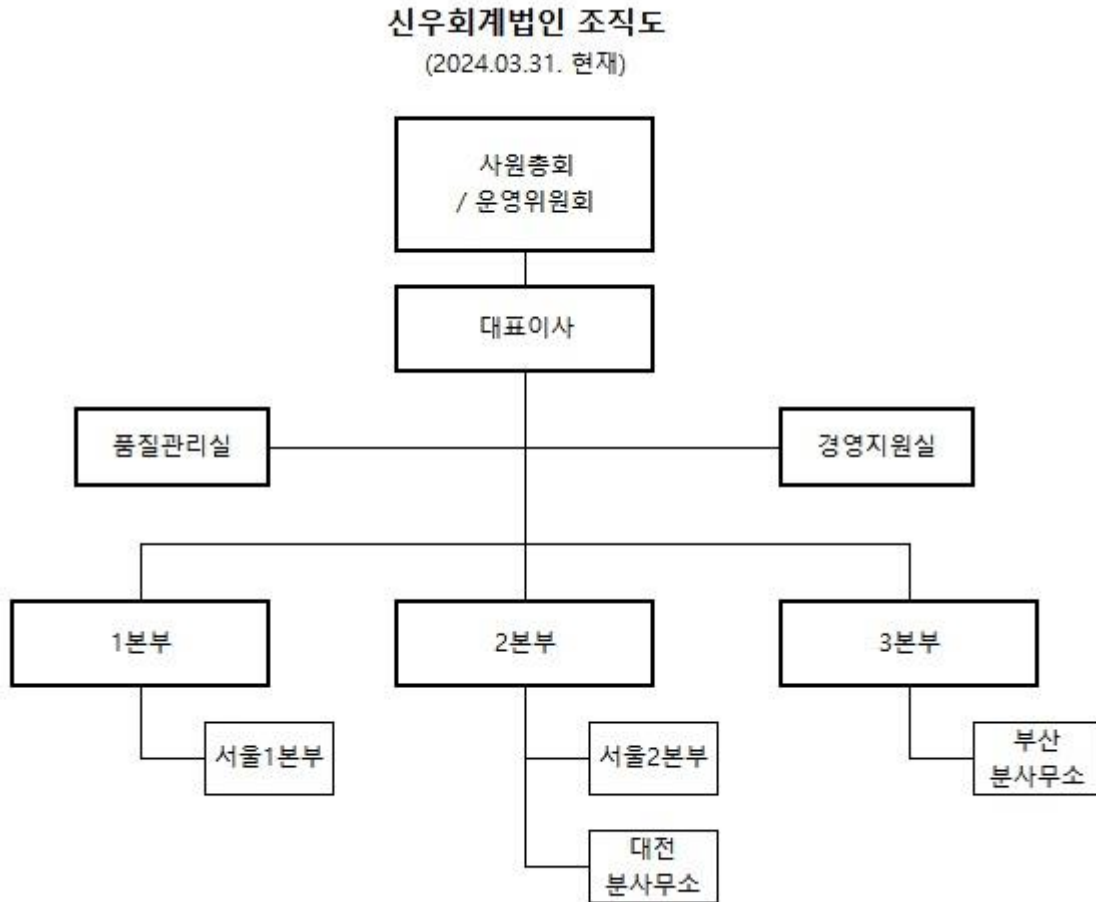 신우회계법인 조직도
(2024.03.31. 현재)
사원총회
/ 운영위원회
대표이사
품질관리실
경영지원실
1본부
2본부
3본부
서울1본부
서울2본부
부산
분사무소
대전
분사무소